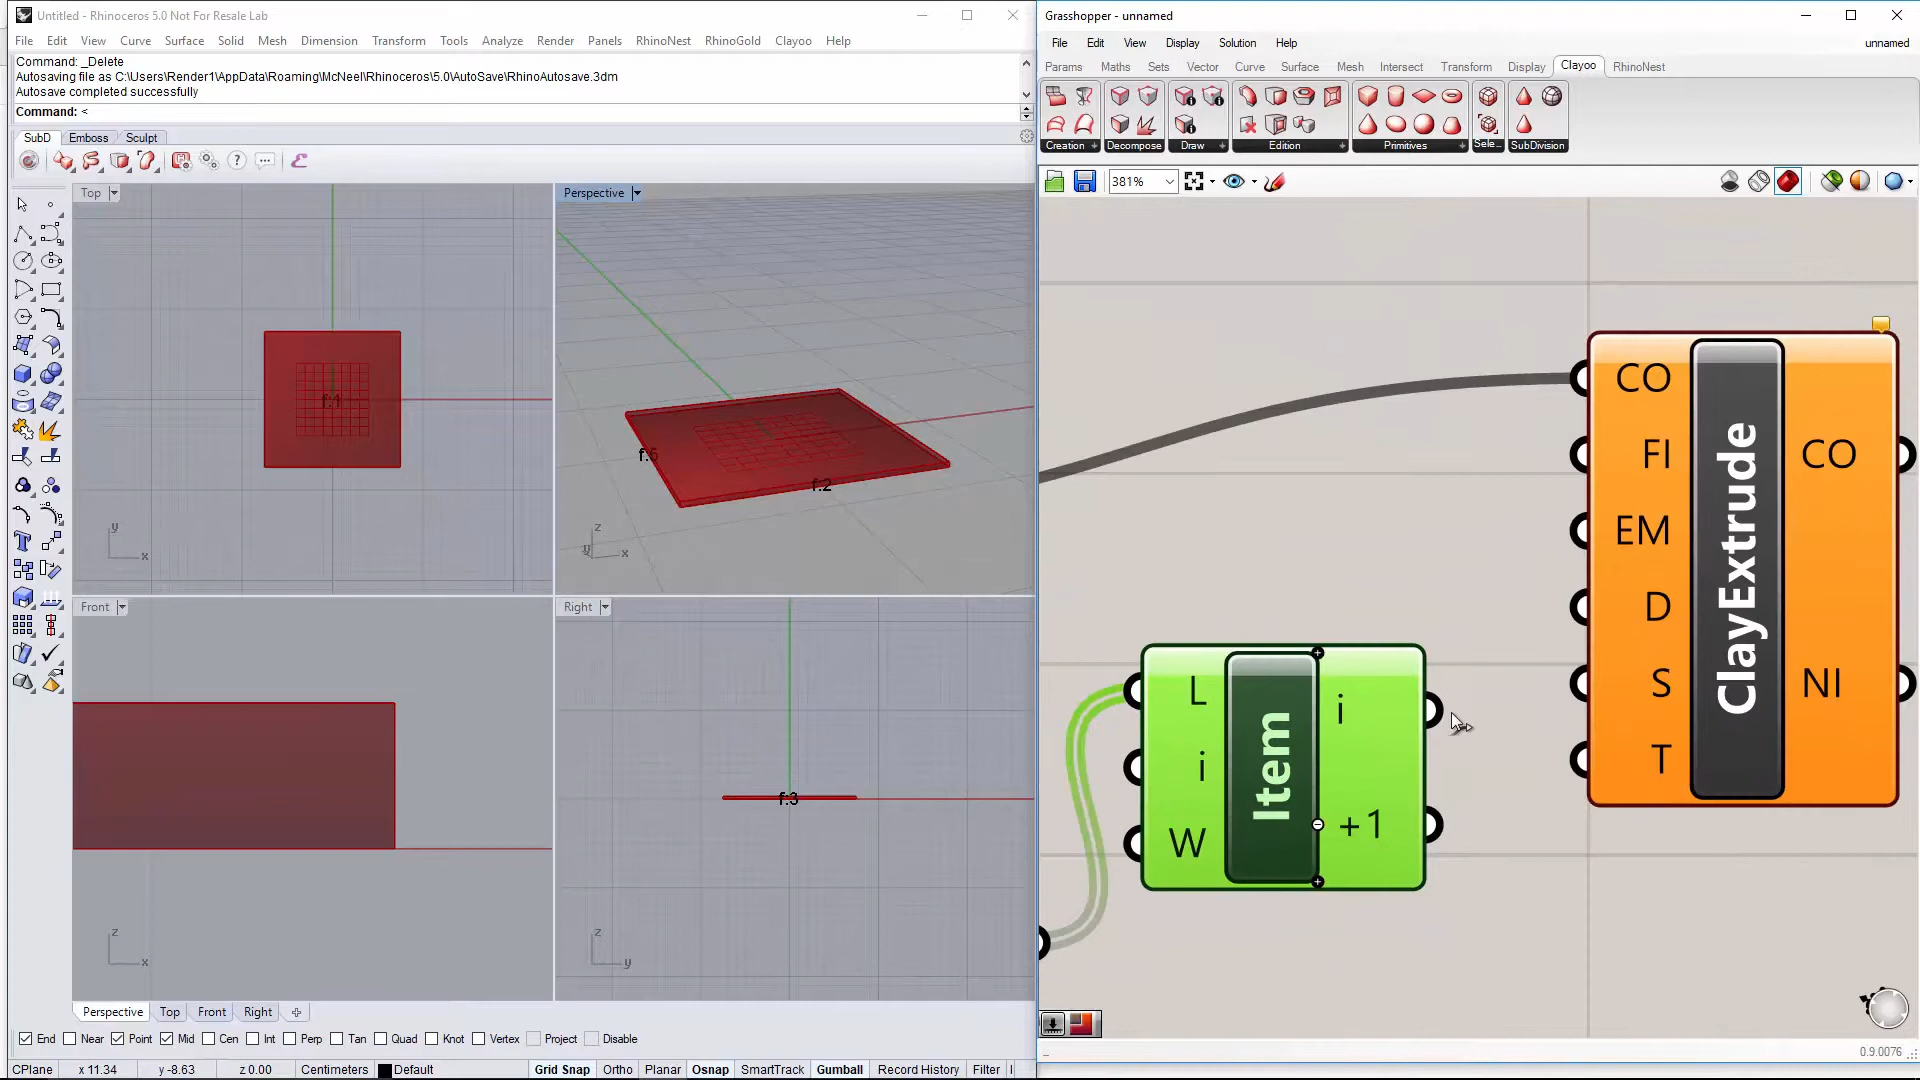 Untitled - Rhinoceros 5.0 Not For Resale Lab
File Edit View Curve Surface Solid Mesh Dimension Transform Tools Analyze Render Panels RhinoNest RhinoGold Clayoo Help
Command: _Delete
Autosaving file as C:\Users\Render1\AppData\Roaming\McNeel\Rhinoceros\5.0\AutoSave\RhinoAutosave.3dm
Autosave completed successfully
Command: <
SubD Emboss Sculpt
Top
f:1
y
x
Perspective
f:6
f:2
z
y
x
Front
z
x
Right
f:3
z
y
Perspective Top Front Right
End Near Point Mid Cen Int Perp Tan Quad Knot Vertex Project Disable
CPlane x 11.34 y -8.63 z 0.00 Centimeters Default Grid Snap Ortho Planar Osnap SmartTrack Gumball Record History Filter
Grasshopper - unnamed
File Edit View Display Solution Help unnamed
Params Maths Sets Vector Curve Surface Mesh Intersect Transform Display Clayoo RhinoNest
Creation Decompose Draw Edition Primitives Sele... SubDivision
381%
CO
FI
EM
D
S
T
ClayExtrude
CO
NI
L
i
W
Item
i
+1
0.9.0076